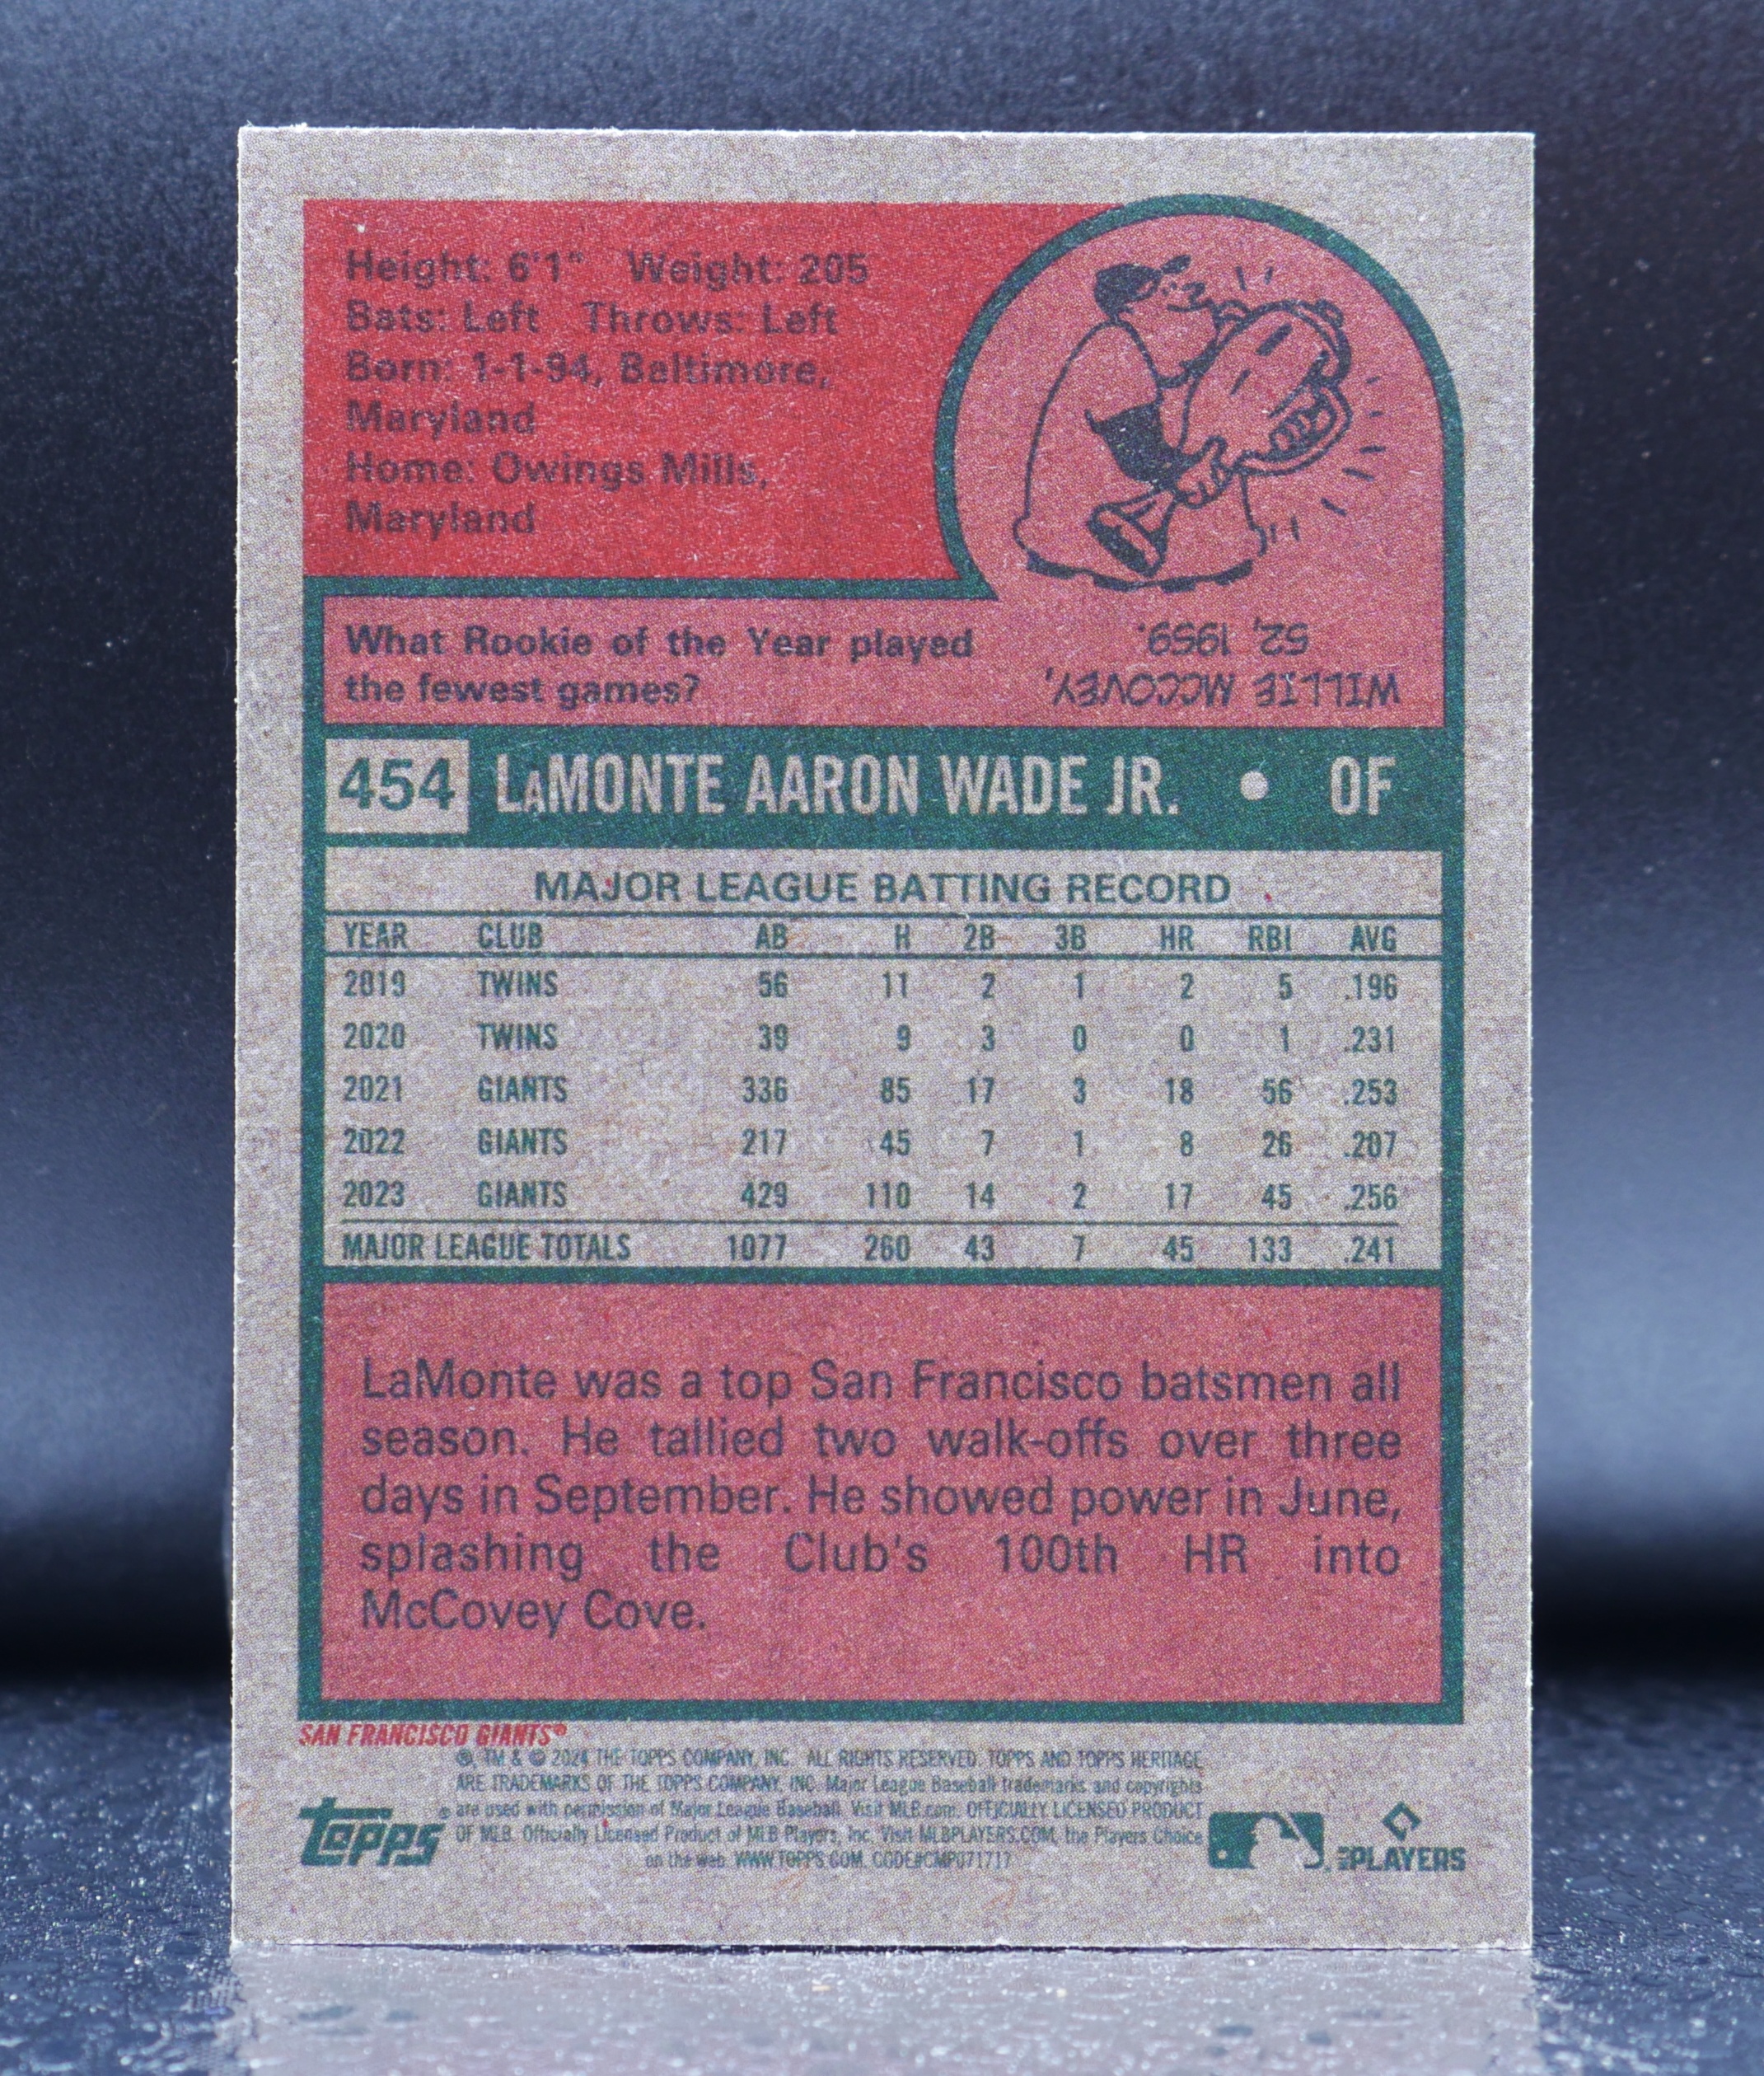 Height: 6'1" Weight: 205
Bats: Left Throws: Left
Born: 1-1-94, Baltimore,
Maryland
Home: Owings Mills,
Maryland
What Rookie of the Year played
the fewest games?
WILLIE MCCOVEY,
52, 1959.
454 LaMONTE AARON WADE JR. • OF
MAJOR LEAGUE BATTING RECORD
YEAR CLUB AB H 2B 3B HR RBI AVG
2019 TWINS 56 11 2 1 2 5 .196
2020 TWINS 39 9 3 0 0 1 .231
2021 GIANTS 336 85 17 3 18 56 .253
2022 GIANTS 217 45 7 1 8 26 .207
2023 GIANTS 429 110 14 2 17 45 .256
MAJOR LEAGUE TOTALS 1077 260 43 7 45 133 .241
LaMonte was a top San Francisco batsmen all
season. He tallied two walk-offs over three
days in September. He showed power in June,
splashing the Club's 100th HR into
McCovey Cove.
SAN FRANCISCO GIANTS®
®, TM & © 2024 THE TOPPS COMPANY, INC. ALL RIGHTS RESERVED. TOPPS AND TOPPS HERITAGE
ARE TRADEMARKS OF THE TOPPS COMPANY, INC. Major League Baseball trademarks and copyrights
are used with permission of Major League Baseball. Visit MLB.com. OFFICIALLY LICENSED PRODUCT
OF MLB. Officially Licensed Product of MLB Players, Inc. Visit MLBPLAYERS.COM, the Players Choice
on the web. WWW.TOPPS.COM. CODE#CMP071717
topps®
MLB PLAYERS